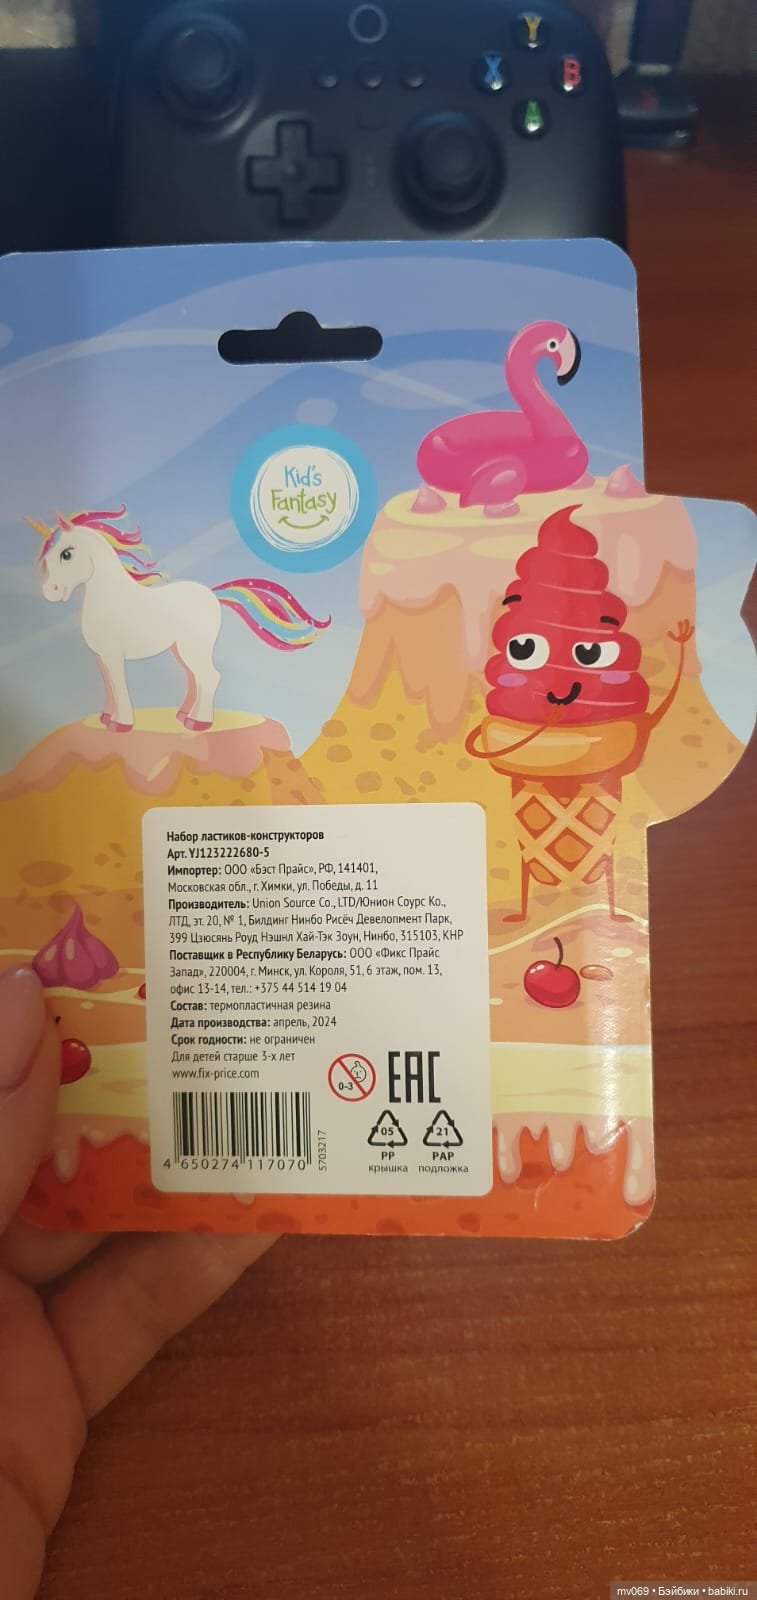 Y
X
B
A
Kid's
Fantasy
Набор ластиков-конструкторов
Арт. YJ123222680-5
Импортер: ООО «Бэст Прайс», РФ, 141401,
Московская обл., г. Химки, ул. Победы, д. 11
Производитель: Union Source Co., LTD/Юнион Соурс Ко.,
ЛТД, эт. 20, № 1, Билдинг Нинбо Рисёч Девелопмент Парк,
399 Цзюсянь Роуд Нэшнл Хай-Тэк Зоун, Нинбо, 315103, КНР
Поставщик в Республику Беларусь: ООО «Фикс Прайс
Запад», 220004, г. Минск, ул. Короля, 51, 6 этаж, пом. 13,
офис 13-14, тел.: +375 44 514 19 04
Состав: термопластичная резина
Дата производства: апрель, 2024
Срок годности: не ограничен
Для детей старше 3-х лет
www.fix-price.com
0-3
ЕАС
4 650274 117070
5703217
05
PP
крышка
21
PAP
подложка
mv069 • Бэйбики • babiki.ru